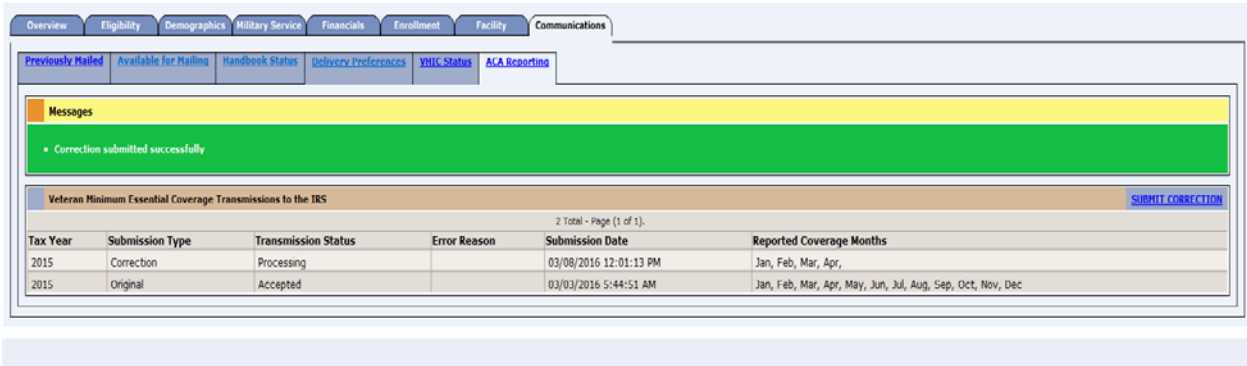 Overview Eligibility Demographics Military Service Financials Enrollment Facility Communications
Previously Mailed Available for Mailing Handbook Status Delivery Preferences VHIC Status ACA Reporting
Messages
• Correction submitted successfully
Veteran Minimum Essential Coverage Transmissions to the IRS SUBMIT CORRECTION
2 Total - Page (1 of 1).
Tax Year Submission Type Transmission Status Error Reason Submission Date Reported Coverage Months
2015 Correction Processing 03/08/2016 12:01:13 PM Jan, Feb, Mar, Apr,
2015 Original Accepted 03/03/2016 5:44:51 AM Jan, Feb, Mar, Apr, May, Jun, Jul, Aug, Sep, Oct, Nov, Dec